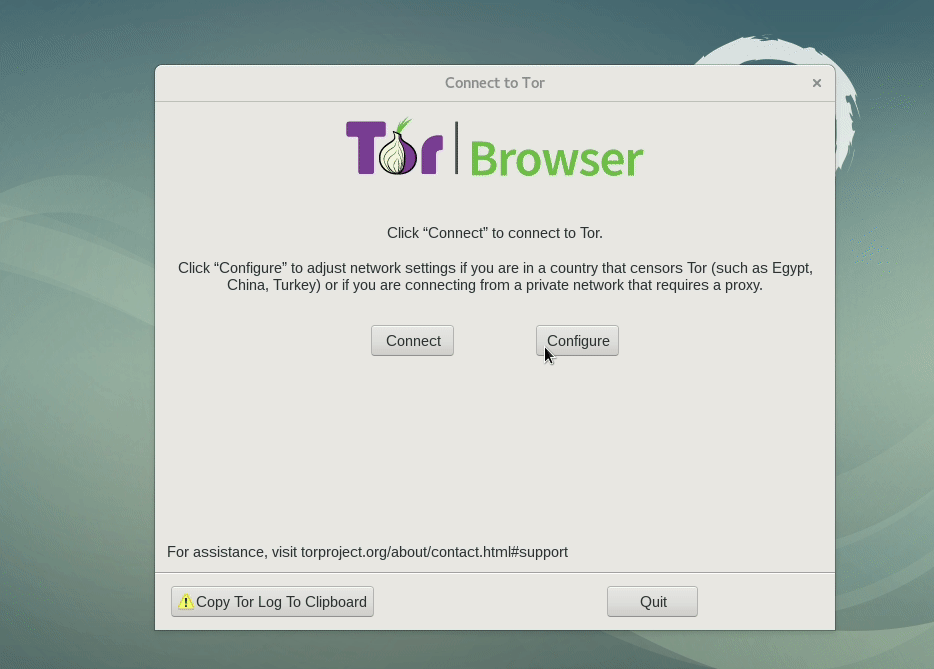 Connect to Tor ×
Tor | Browser
Click “Connect” to connect to Tor.
Click “Configure” to adjust network settings if you are in a country that censors Tor (such as Egypt,
China, Turkey) or if you are connecting from a private network that requires a proxy.
Connect Configure
For assistance, visit torproject.org/about/contact.html#support
Copy Tor Log To Clipboard Quit